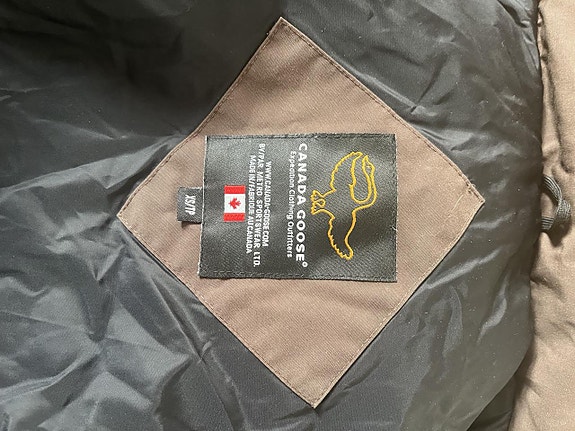 CANADA GOOSE®
Expedition Clothing Outfitters
WWW.CANADA-GOOSE.COM
BY/PAR METRO SPORTSWEAR LTD.
MADE IN/FABRIQUÉ AU CANADA
XS/TP